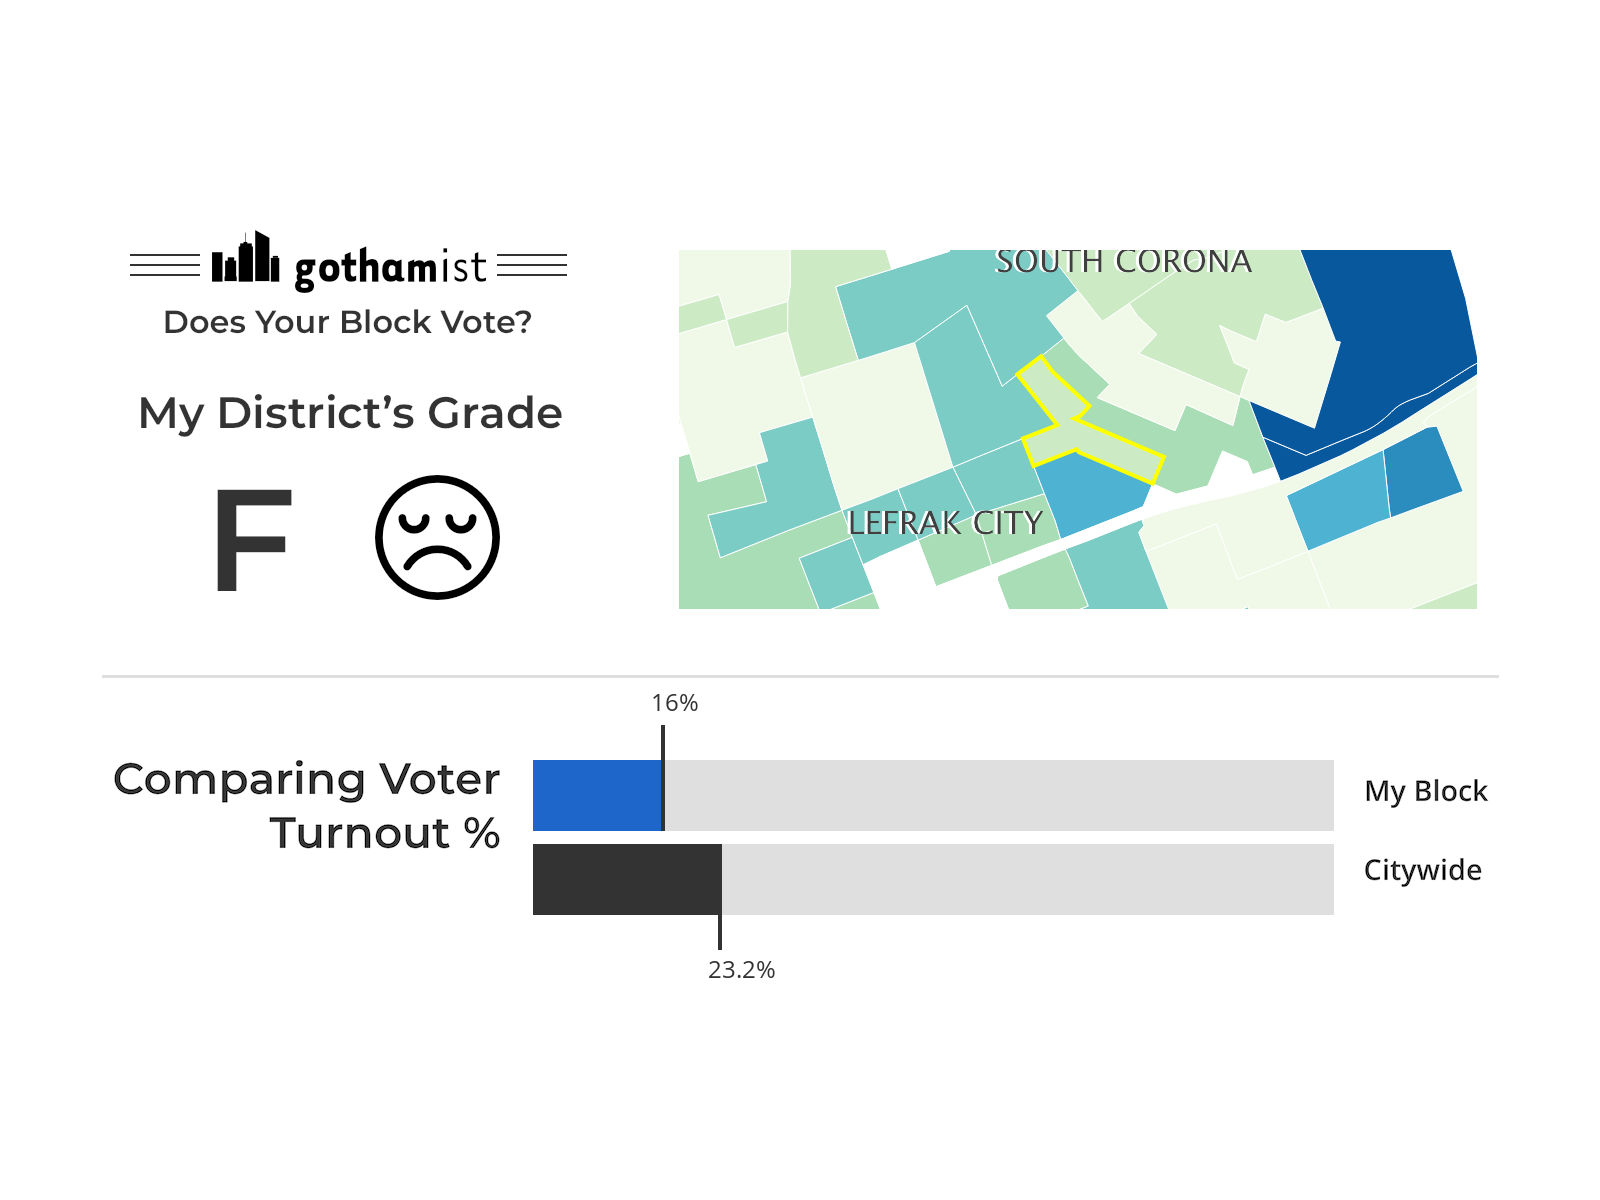 gothamist
Does Your Block Vote?
My District’s Grade
F
SOUTH CORONA
LEFRAK CITY
16%
Comparing Voter
Turnout %
My Block
Citywide
23.2%